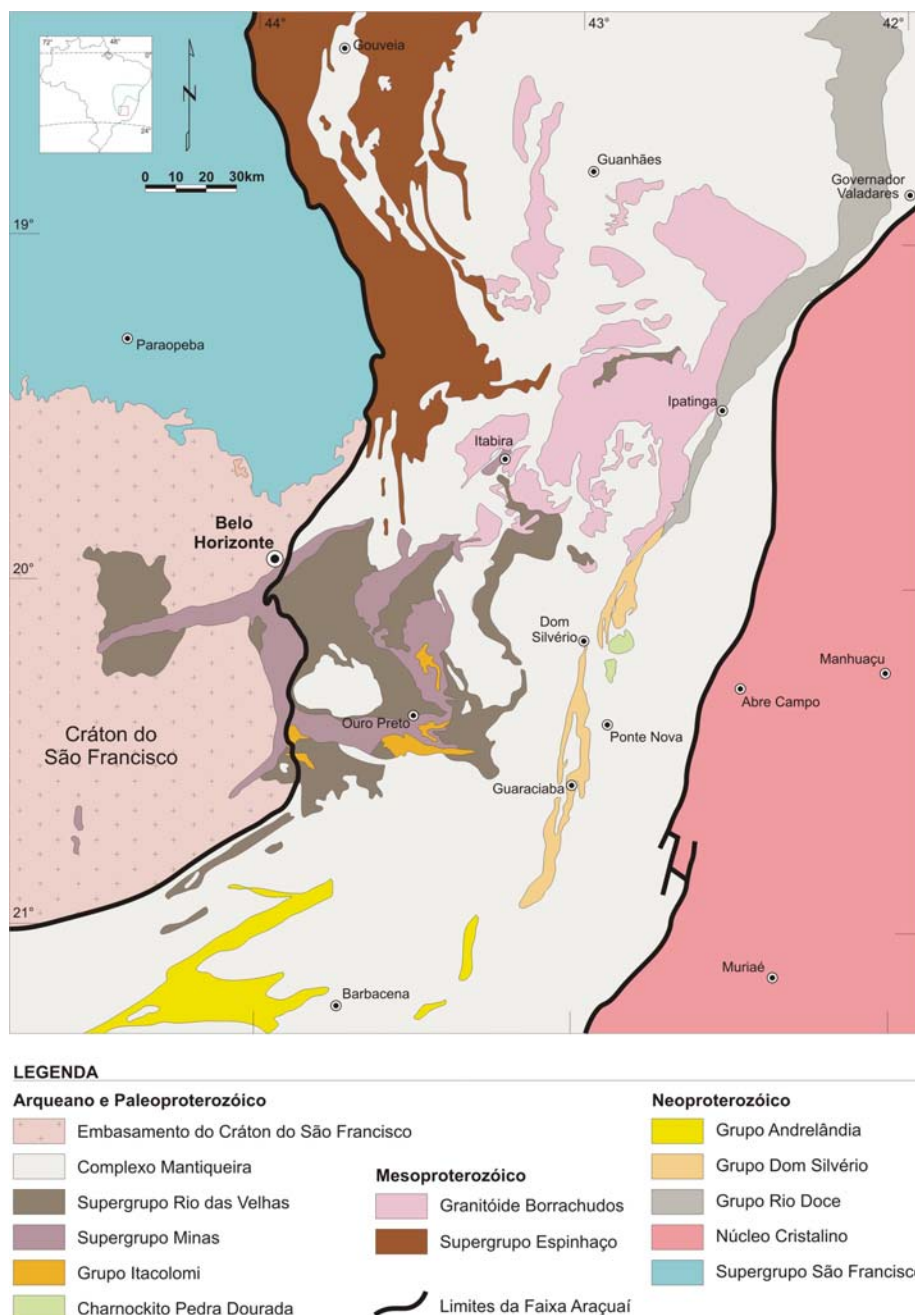 44°
43°
42°
72°
48°
0°
24°
N
Gouveia
0 10 20 30km
Guanhães
Governador
Valadares
19°
Paraopeba
Ipatinga
Itabira
Belo
Horizonte
20°
Dom
Silvério
Manhuaçu
Abre Campo
Ouro Preto
Ponte Nova
Cráton do
São Francisco
Guaraciaba
21°
Muriaé
Barbacena
LEGENDA
Arqueano e Paleoproterozóico
Embasamento do Cráton do São Francisco
Complexo Mantiqueira
Supergrupo Rio das Velhas
Supergrupo Minas
Grupo Itacolomi
Charnockito Pedra Dourada
Mesoproterozóico
Granitóide Borrachudos
Supergrupo Espinhaço
Limites da Faixa Araçuaí
Neoproterozóico
Grupo Andrelândia
Grupo Dom Silvério
Grupo Rio Doce
Núcleo Cristalino
Supergrupo São Francisco